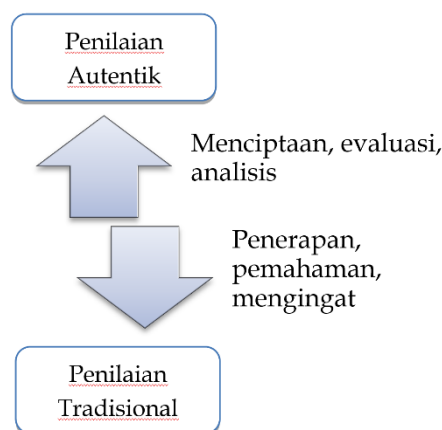 Penilaian
Autentik
Menciptaan, evaluasi,
analisis
Penerapan,
pemahaman,
mengingat
Penilaian
Tradisional